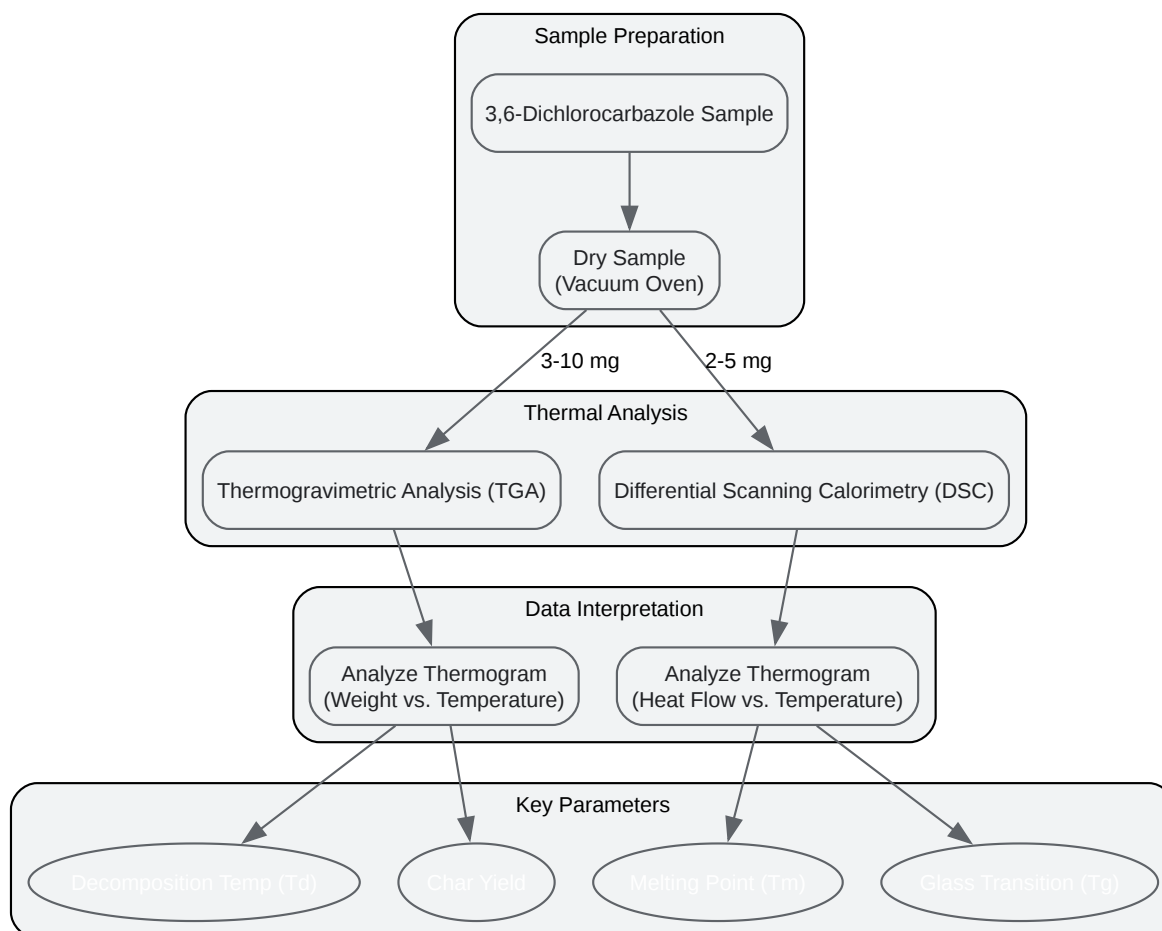 Sample Preparation
3,6-Dichlorocarbazole Sample
Dry Sample
(Vacuum Oven)
3-10 mg
2-5 mg
Thermal Analysis
Thermogravimetric Analysis (TGA)
Differential Scanning Calorimetry (DSC)
Data Interpretation
Analyze Thermogram
(Weight vs. Temperature)
Analyze Thermogram
(Heat Flow vs. Temperature)
Key Parameters
Decomposition Temp (Td)
Char Yield
Melting Point (Tm)
Glass Transition (Tg)